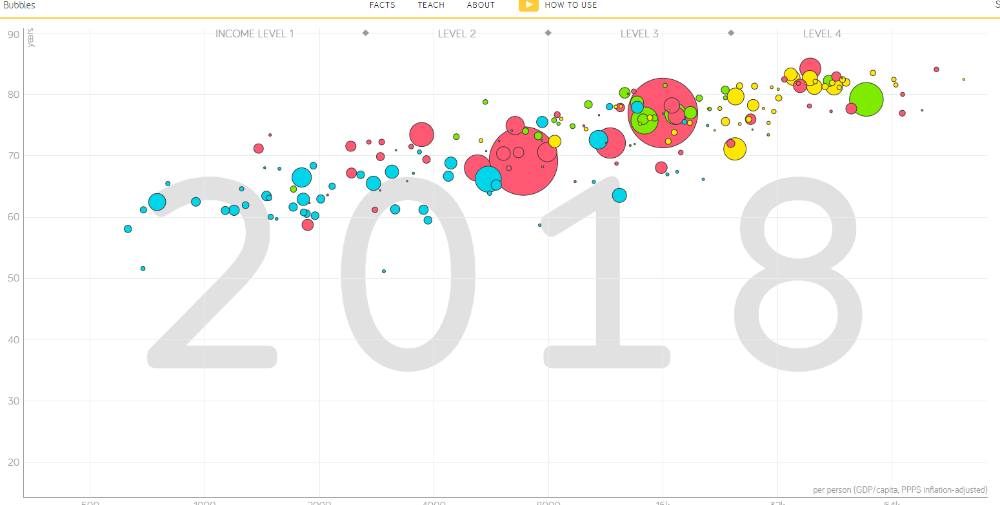 Bubbles FACTS TEACH ABOUT HOW TO USE S
90 years INCOME LEVEL 1 LEVEL 2 LEVEL 3 LEVEL 4
80
70
60
50
40
30
20
2018
per person (GDP/capita, PPP$ inflation-adjusted)
500 1000 2000 4000 8000 16k 32k 64k